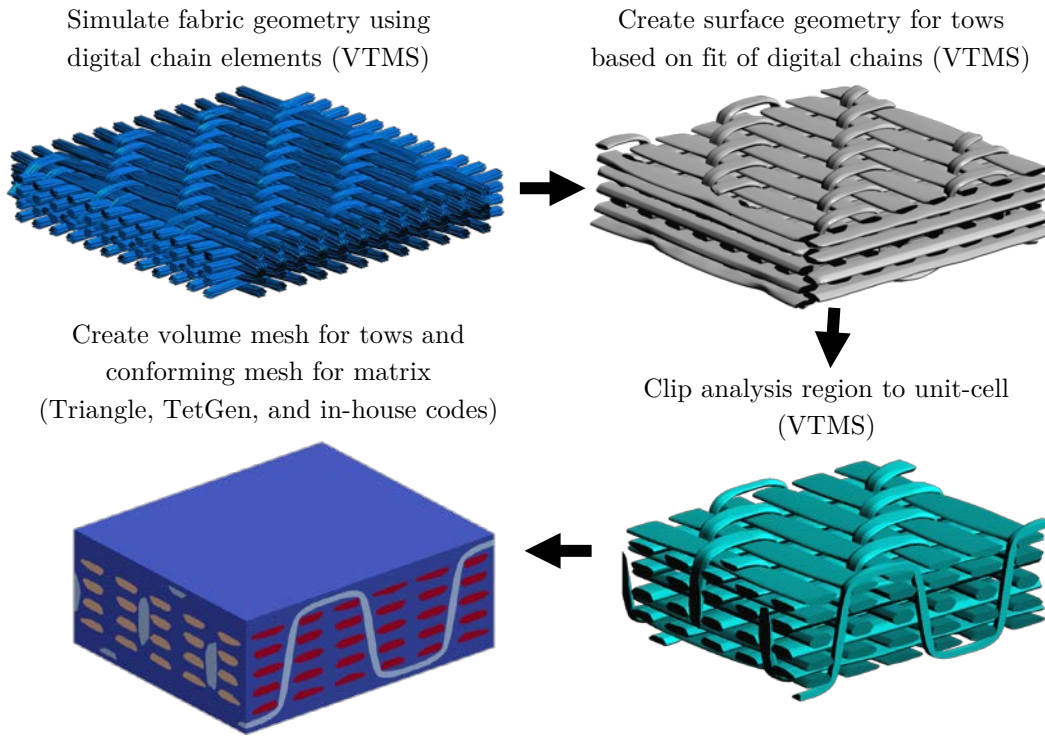 Simulate fabric geometry using
digital chain elements (VTMS)
Create surface geometry for tows
based on fit of digital chains (VTMS)
Create volume mesh for tows and
conforming mesh for matrix
(Triangle, TetGen, and in-house codes)
Clip analysis region to unit-cell
(VTMS)